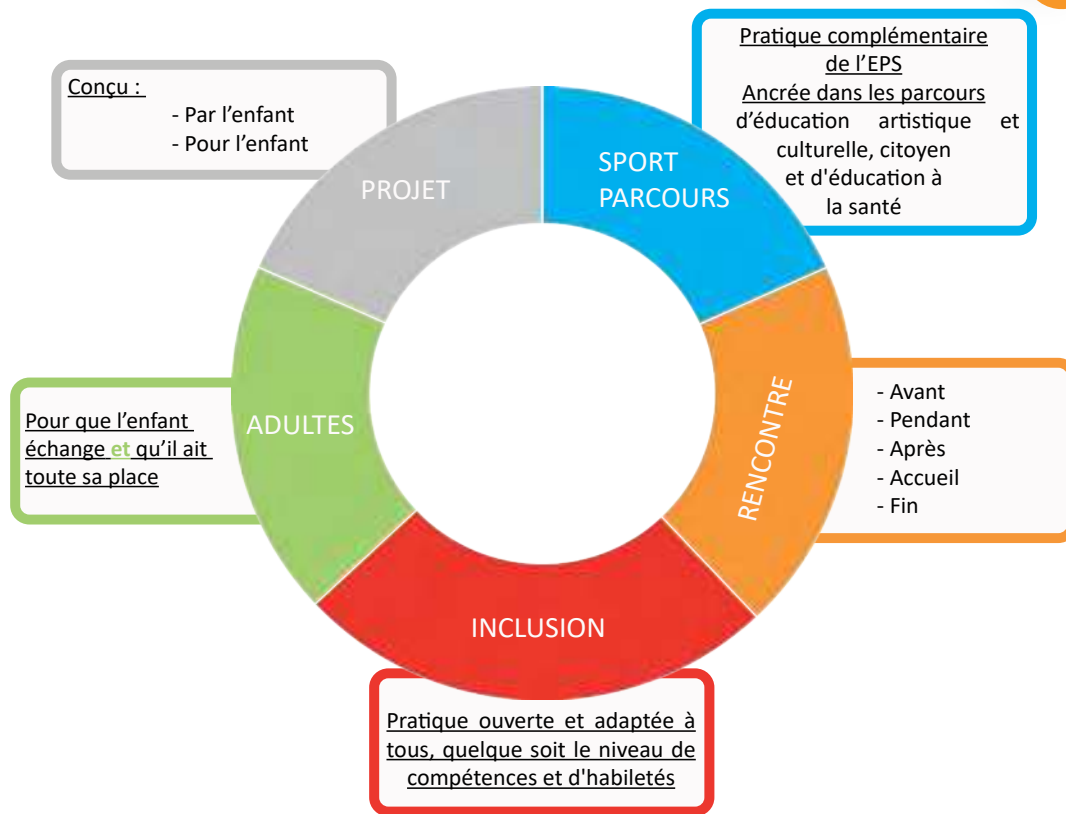 Pratique complémentaire
de l'EPS
Ancrée dans les parcours
d'éducation artistique et
culturelle, citoyen
et d'éducation à
la santé
Conçu :
- Par l'enfant
- Pour l'enfant
PROJET
SPORT
PARCOURS
RENCONTRE
- Avant
- Pendant
- Après
- Accueil
- Fin
ADULTES
Pour que l'enfant
échange et qu'il ait
toute sa place
INCLUSION
Pratique ouverte et adaptée à
tous, quelque soit le niveau de
compétences et d'habiletés